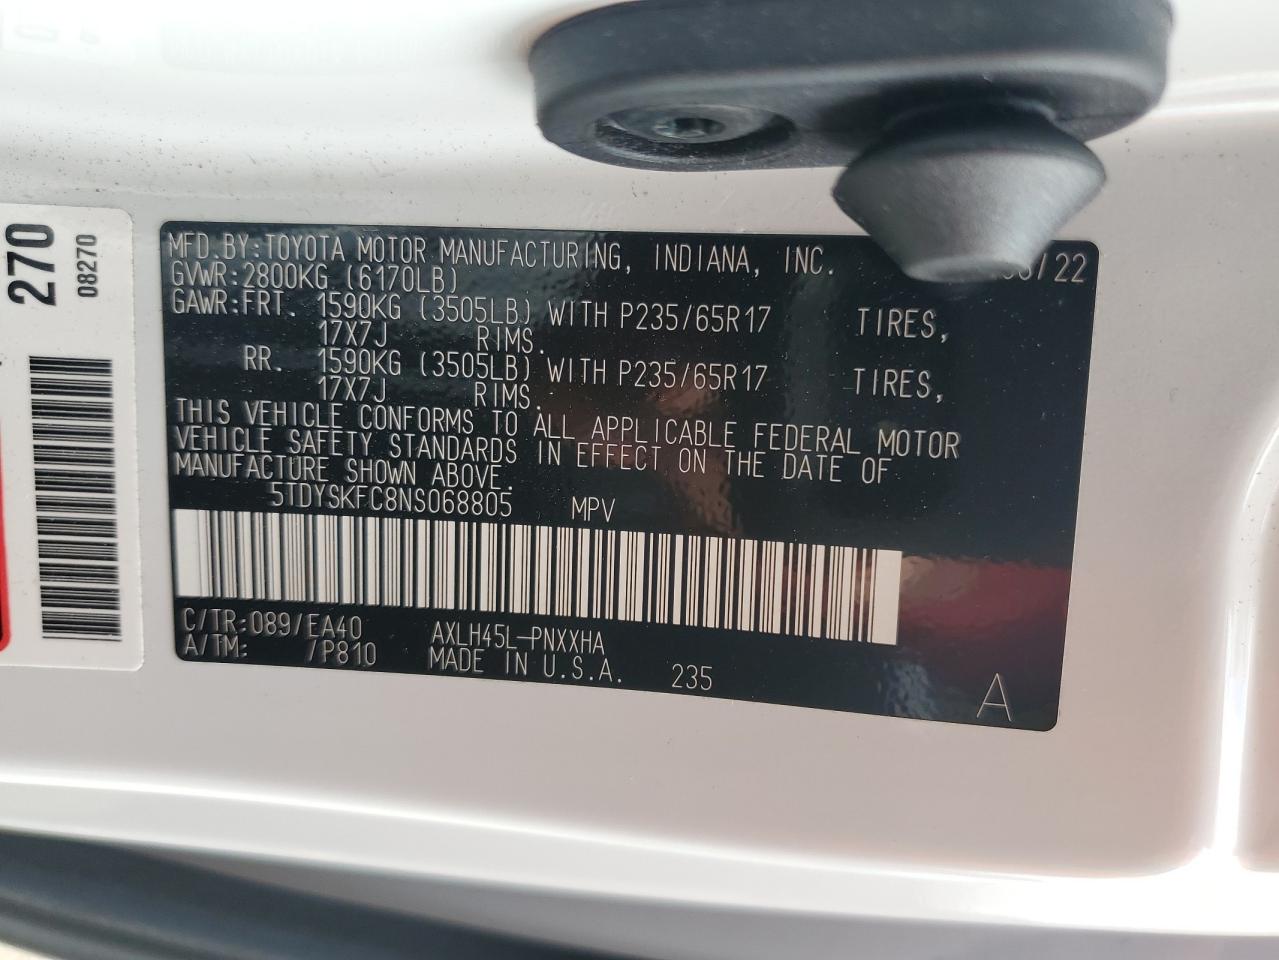 270
08270
MFD.BY:TOYOTA MOTOR MANUFACTURING, INDIANA, INC. /22
GVWR:2800KG (6170LB)
GAWR:FRT. 1590KG (3505LB) WITH P235/65R17 TIRES,
17X7J RIMS.
RR. 1590KG (3505LB) WITH P235/65R17 TIRES,
17X7J RIMS.
THIS VEHICLE CONFORMS TO ALL APPLICABLE FEDERAL MOTOR
VEHICLE SAFETY STANDARDS IN EFFECT ON THE DATE OF
MANUFACTURE SHOWN ABOVE.
5TDYSKFC8NS068805 MPV
C/TR:089/EA40 AXLH45L-PNXXHA
A/TM: /P810 MADE IN U.S.A. 235
A